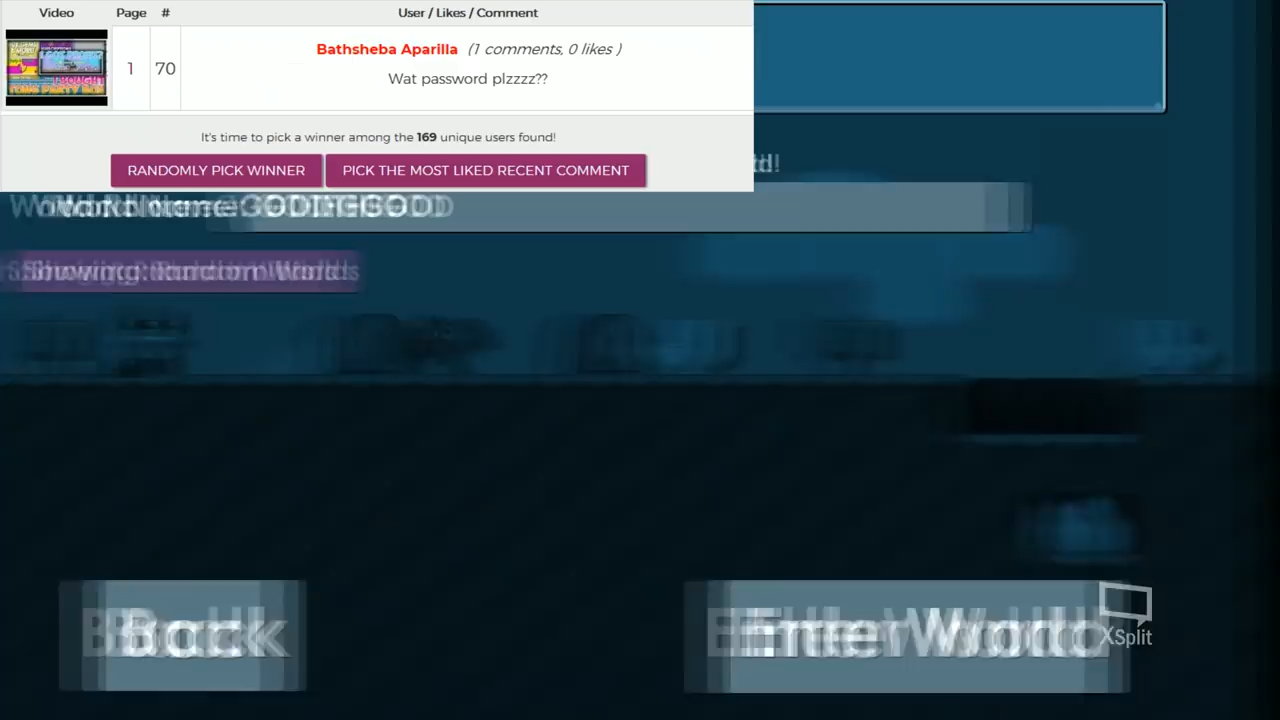 Video Page # User / Likes / Comment
Bathsheba Aparilla (1 comments, 0 likes )
1 70
Wat password plzzzz??
It's time to pick a winner among the 169 unique users found!
RANDOMLY PICK WINNER PICK THE MOST LIKED RECENT COMMENT
Back Enter World
XSplit